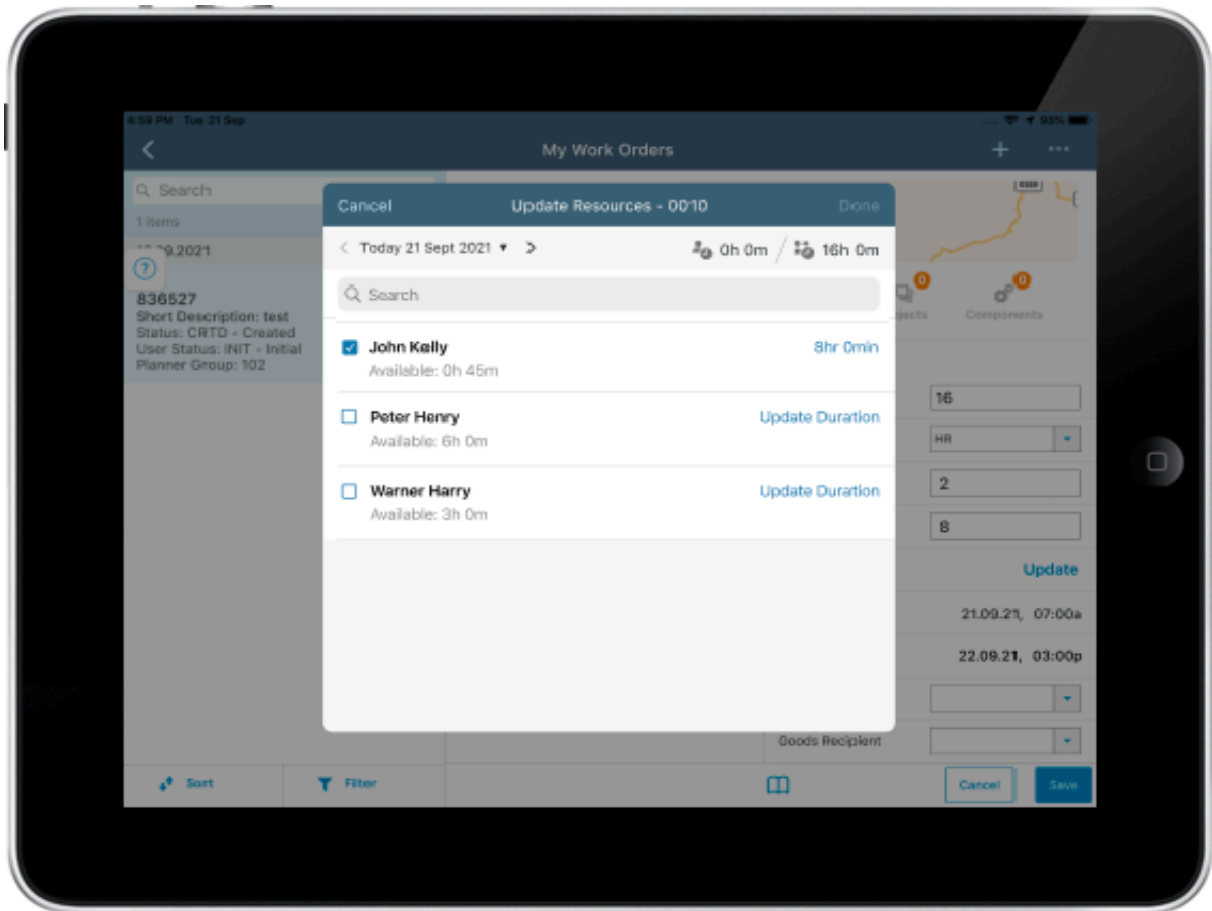 4:59 PM Tue 21 Sep
95%
My Work Orders
Search
1 items
.09.2021
?
836527
Short Description: test
Status: CRTD - Created
User Status: INIT - Initial
Planner Group: 102
Cancel
Update Resources - 0010
Done
Today 21 Sept 2021
0h 0m / 16h 0m
Search
John Kelly
8hr 0min
Available: 0h 45m
Peter Henry
Update Duration
Available: 6h 0m
Warner Harry
Update Duration
Available: 3h 0m
0
0
jects
Components
16
HR
2
8
Update
21.09.21, 07:00a
22.09.21, 03:00p
Goods Recipient
Sort
Filter
Cancel
Save